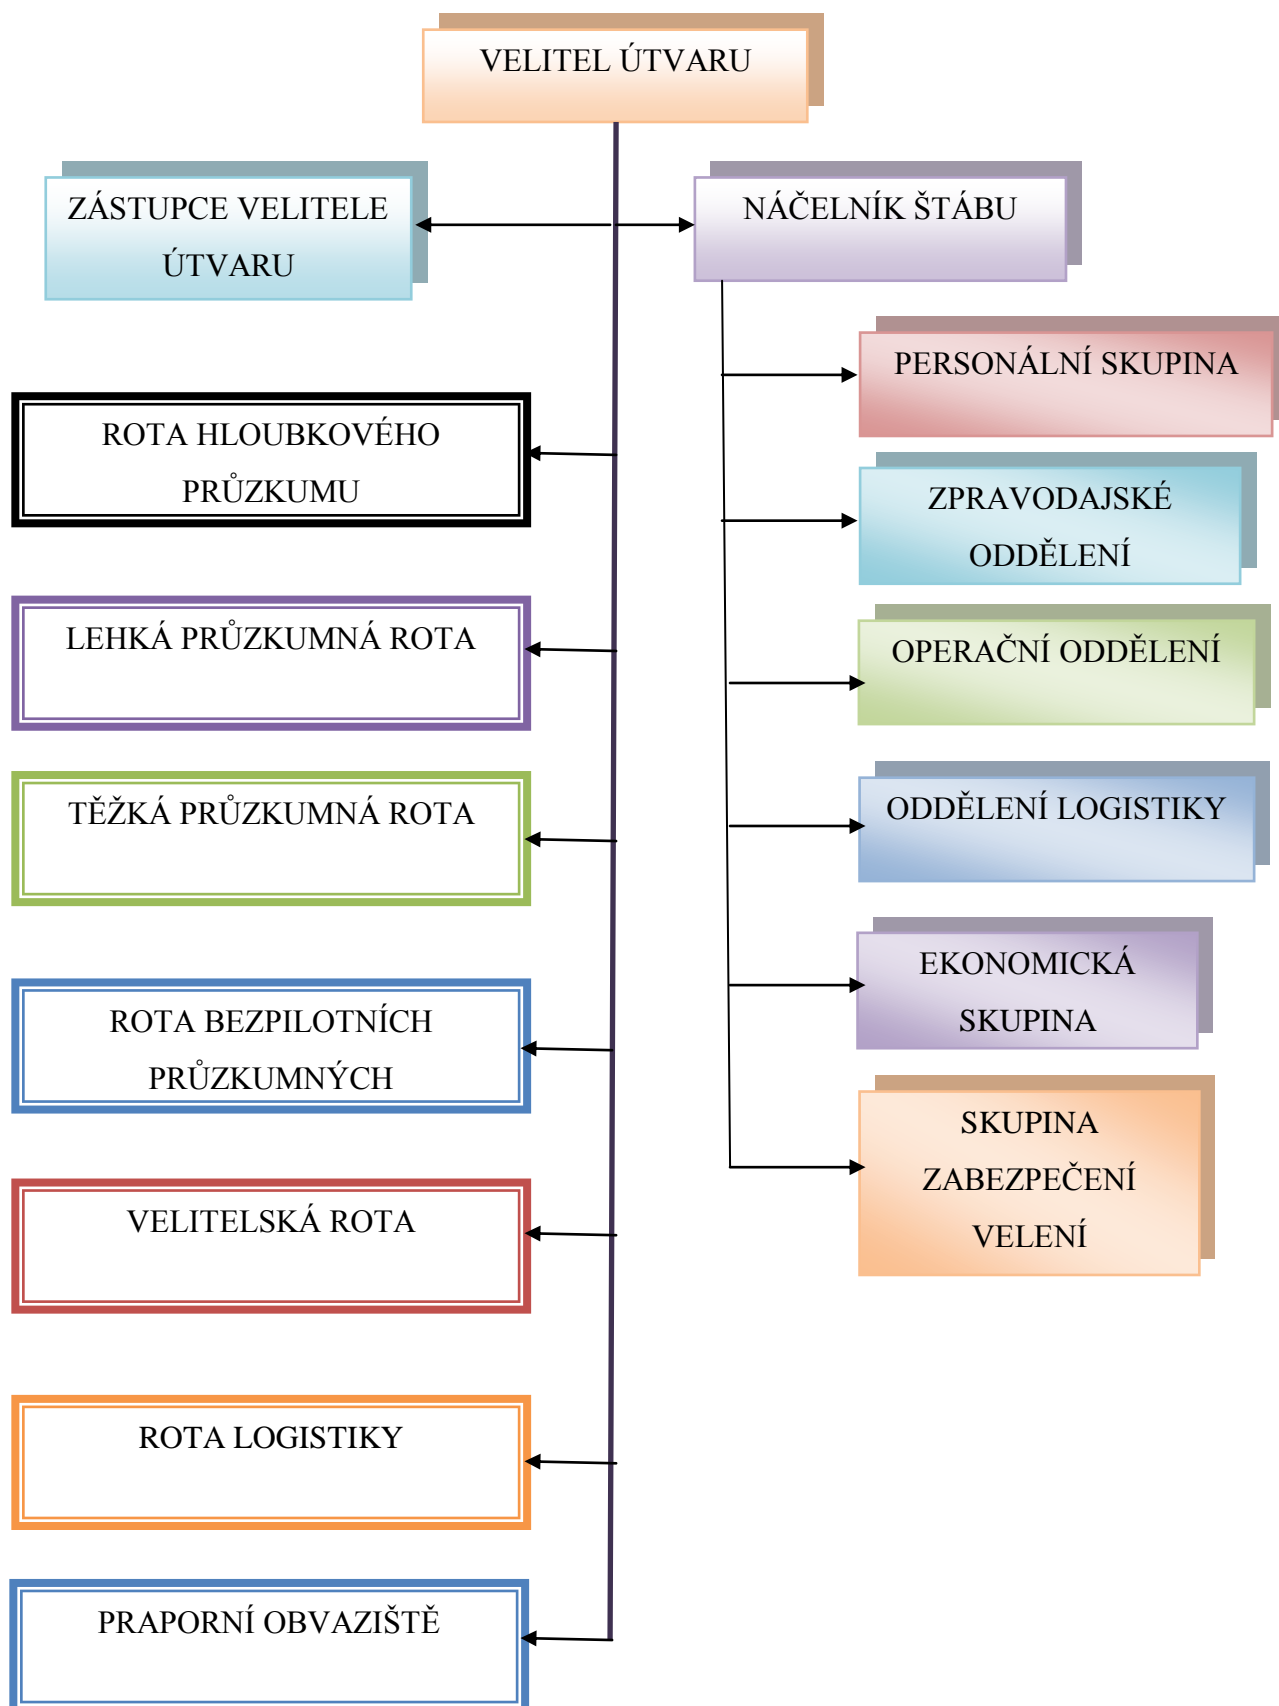 VELITEL ÚTVARU
ZÁSTUPCE VELITELE
ÚTVARU
NÁČELNÍK ŠTÁBU
PERSONÁLNÍ SKUPINA
ZPRAVODAJSKÉ
ODDĚLENÍ
OPERAČNÍ ODDĚLENÍ
ODDĚLENÍ LOGISTIKY
EKONOMICKÁ
SKUPINA
SKUPINA
ZABEZPEČENÍ
VELENÍ
ROTA HLOUBKOVÉHO
PRŮZKUMU
LEHKÁ PRŮZKUMNÁ ROTA
TĚŽKÁ PRŮZKUMNÁ ROTA
ROTA BEZPILOTNÍCH
PRŮZKUMNÝCH
VELITELSKÁ ROTA
ROTA LOGISTIKY
PRAPORNÍ OBVAZIŠTĚ